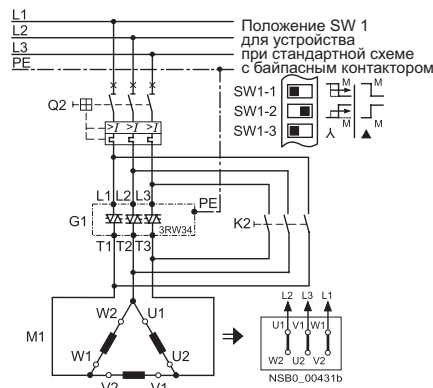 L1
L2
L3
PE
Положение SW 1
для устройства
при стандартной схеме
с байпасным контактором
SW1-1
SW1-2
SW1-3
M M
M M
Q2
>I >I >I
L1 L2 L3
PE
G1
3RW34
K2
T1 T2 T3
M1
W2 U1
W1 U2
V2 V1
L2 L3 L1
U1 V1 W1
W2 U2 V2
NSB0_00431b